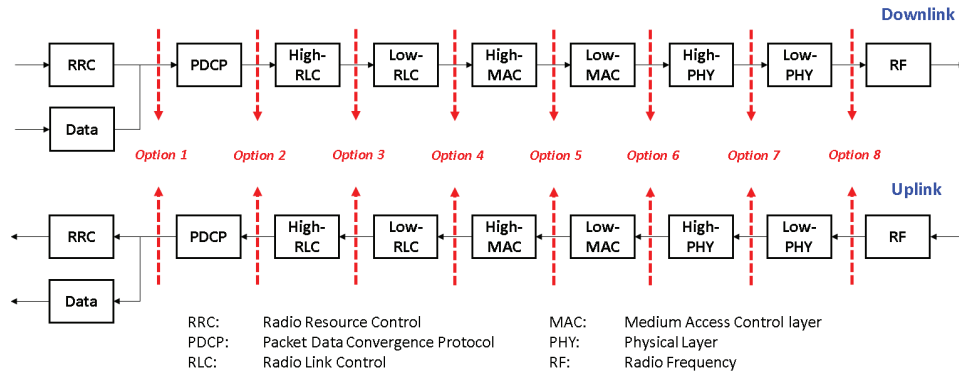 Downlink
RRC
PDCP
High-
RLC
Low-
RLC
High-
MAC
Low-
MAC
High-
PHY
Low-
PHY
RF
Data
Option 1
Option 2
Option 3
Option 4
Option 5
Option 6
Option 7
Option 8
Uplink
RRC
PDCP
High-
RLC
Low-
RLC
High-
MAC
Low-
MAC
High-
PHY
Low-
PHY
RF
Data
RRC: Radio Resource Control
PDCP: Packet Data Convergence Protocol
RLC: Radio Link Control
MAC: Medium Access Control layer
PHY: Physical Layer
RF: Radio Frequency